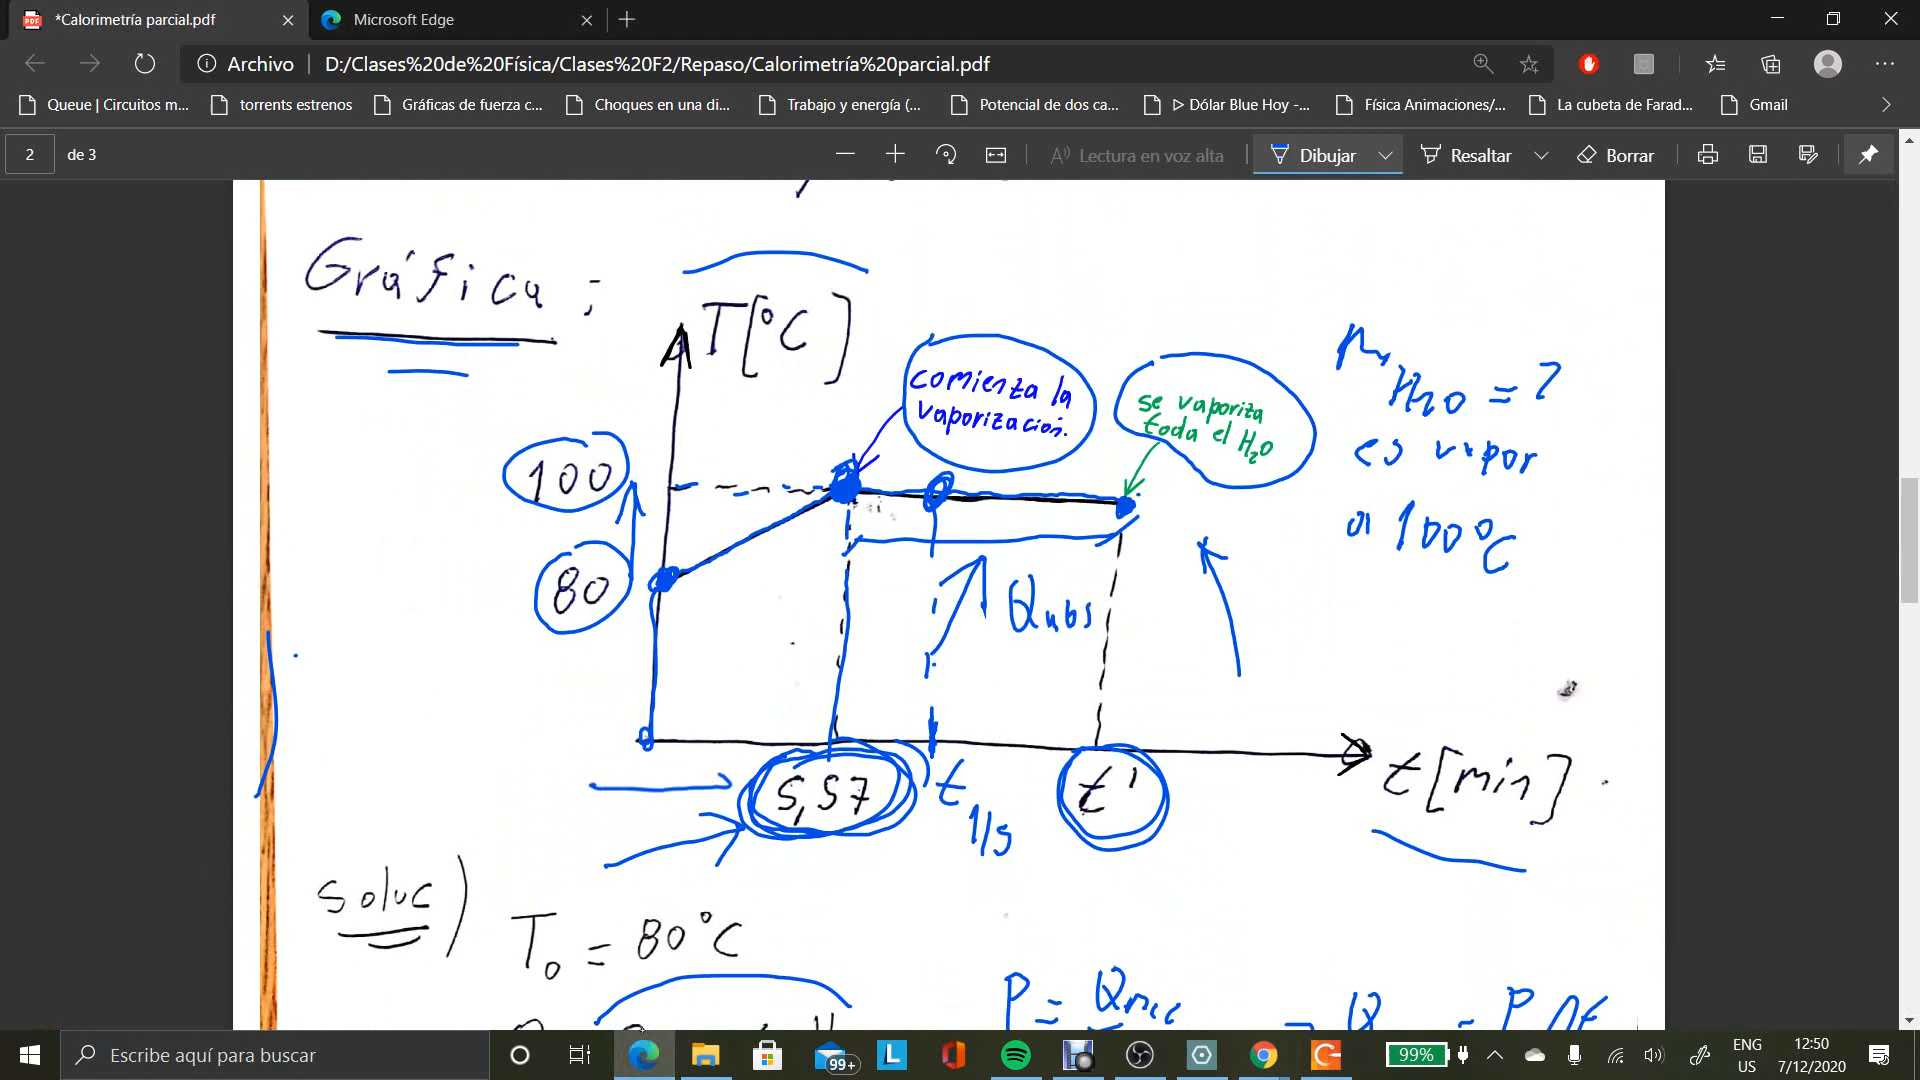 *Calorimetría parcial.pdf
Microsoft Edge
Archivo | D:/Clases%20de%20Física/Clases%20F2/Repaso/Calorimetría%20parcial.pdf
Queue | Circuitos m...
torrents estrenos
Gráficas de fuerza c...
Choques en una di...
Trabajo y energía (...
Potencial de dos ca...
ᐅ Dólar Blue Hoy -...
Física Animaciones/...
La cubeta de Farad...
Gmail
2 de 3
Lectura en voz alta
Dibujar
Resaltar
Borrar
Gráfica :
T[°C]
comienza la
vaporización.
se vaporiza
toda el H2O
m H2O = ?
es vapor
a 100°C
100
80
Qabs
5,57
t 1/5
t'
t[min]
soluc)
T0 = 80°C
Escribe aquí para buscar
99+
99%
ENG
US
12:50
7/12/2020